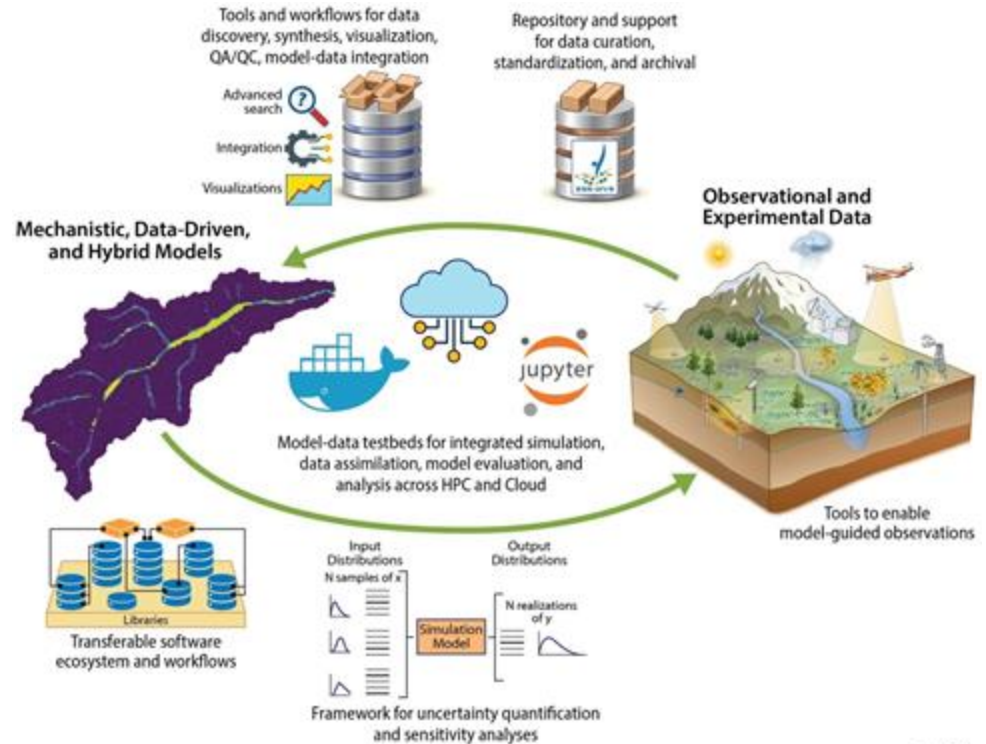 Tools and workflows for data
discovery, synthesis, visualization,
QA/QC, model-data integration
Repository and support
for data curation,
standardization, and archival
Advanced
search
?
Integration
Visualizations
Observational and
Experimental Data
Mechanistic, Data-Driven,
and Hybrid Models
jupyter
Model-data testbeds for integrated simulation,
data assimilation, model evaluation, and
analysis across HPC and Cloud
Tools to enable
model-guided observations
Libraries
Transferable software
ecosystem and workflows
Input
Distributions
N samples of x
Output
Distributions
N realizations
of y
Simulation
Model
Framework for uncertainty quantification
and sensitivity analyses